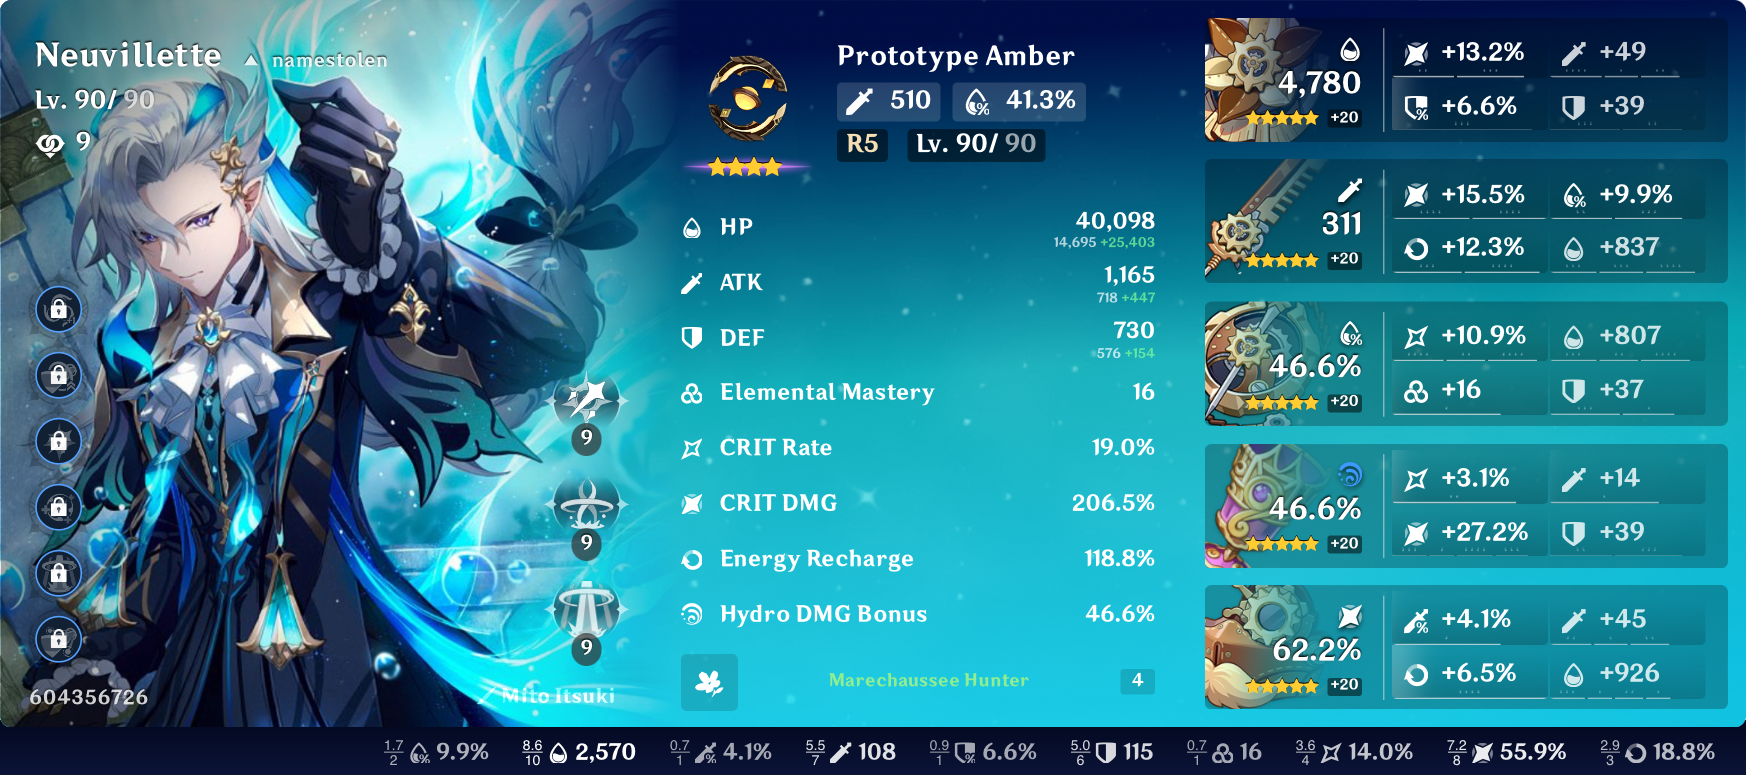 Neuvillette namestolen
Lv. 90/ 90
9
9
9
9
604356726
Mito Itsuki
Prototype Amber
510 41.3%
R5 Lv. 90/ 90
HP 40,098
14,695 +25,403
ATK 1,165
718 +447
DEF 730
576 +154
Elemental Mastery 16
CRIT Rate 19.0%
CRIT DMG 206.5%
Energy Recharge 118.8%
Hydro DMG Bonus 46.6%
Marechaussee Hunter 4
4,780
+20
+13.2% +49
+6.6% +39
311
+20
+15.5% +9.9%
+12.3% +837
46.6%
+20
+10.9% +807
+16 +37
46.6%
+20
+3.1% +14
+27.2% +39
62.2%
+20
+4.1% +45
+6.5% +926
1.7 2 9.9% 8.6 10 2,570 0.7 1 4.1% 5.5 7 108 0.9 1 6.6% 5.0 6 115 0.7 1 16 3.6 4 14.0% 7.2 8 55.9% 2.9 3 18.8%